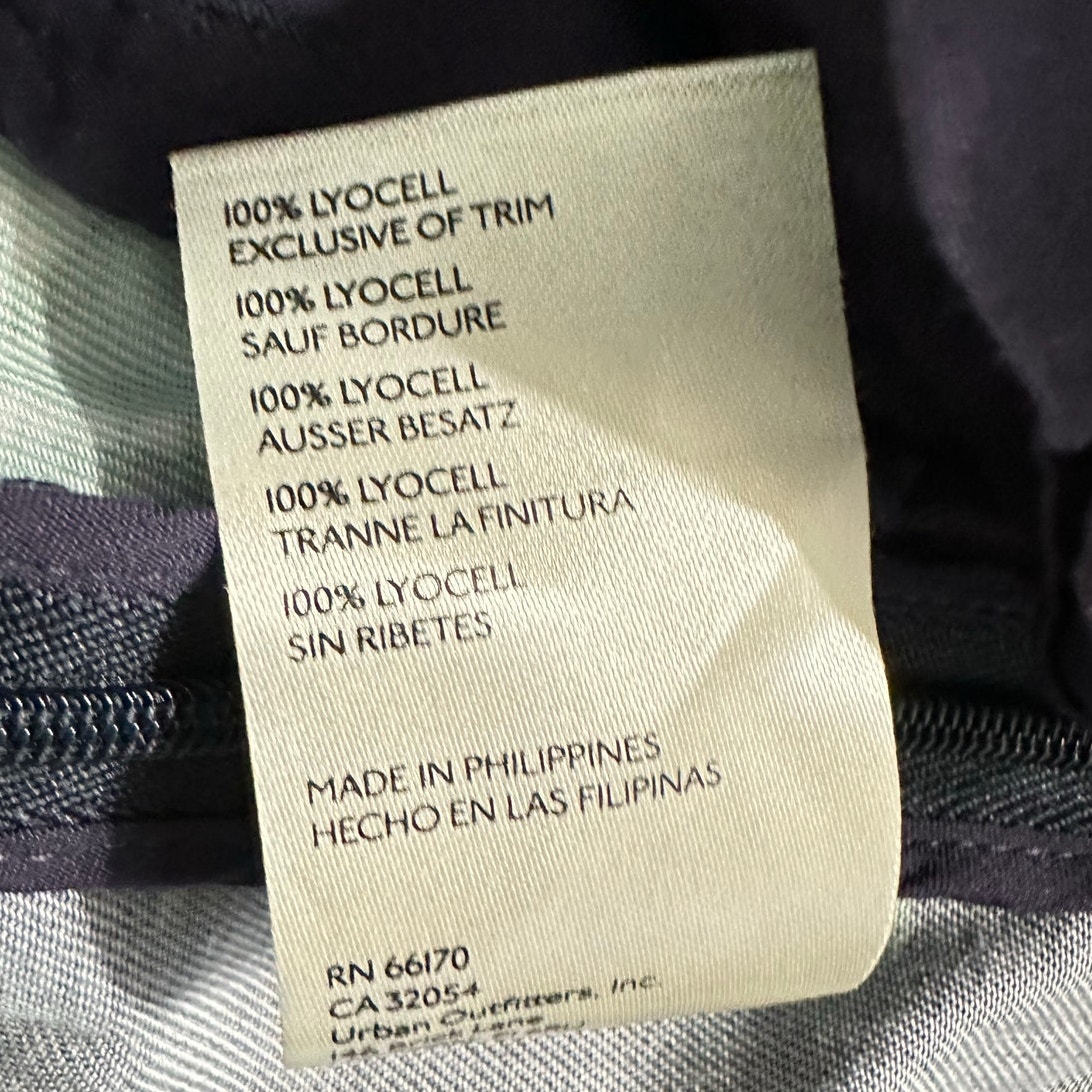 100% LYOCELL
EXCLUSIVE OF TRIM
100% LYOCELL
SAUF BORDURE
100% LYOCELL
AUSSER BESATZ
100% LYOCELL
TRANNE LA FINITURA
100% LYOCELL
SIN RIBETES
MADE IN PHILIPPINES
HECHO EN LAS FILIPINAS
RN 66170
CA 32054
Urban Outfitters, Inc.